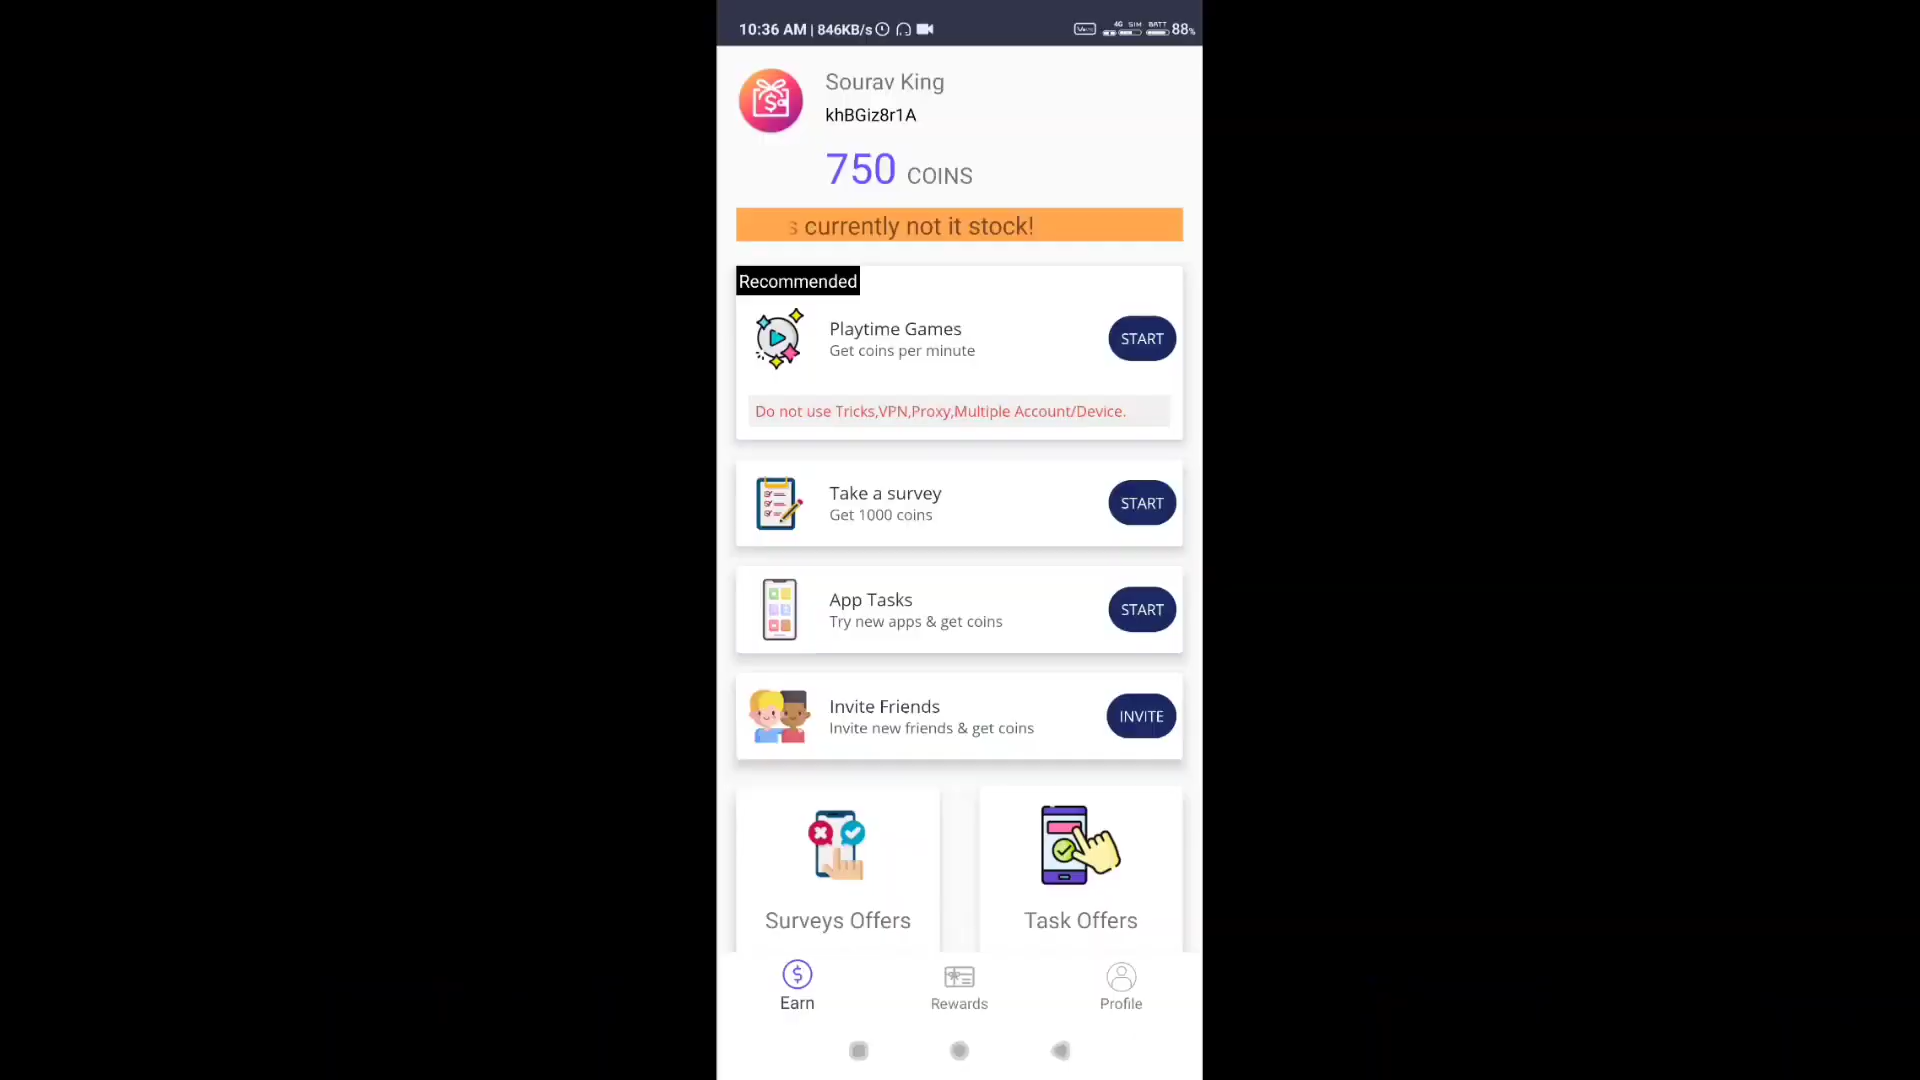 10:36 AM | 846KB/s
4G SIM BATT 88%
Sourav King
khBGiz8r1A
750 COINS
currently not it stock!
Recommended
Playtime Games
Get coins per minute
START
Do not use Tricks,VPN,Proxy,Multiple Account/Device.
Take a survey
Get 1000 coins
START
App Tasks
Try new apps & get coins
START
Invite Friends
Invite new friends & get coins
INVITE
Surveys Offers
Task Offers
Earn
Rewards
Profile